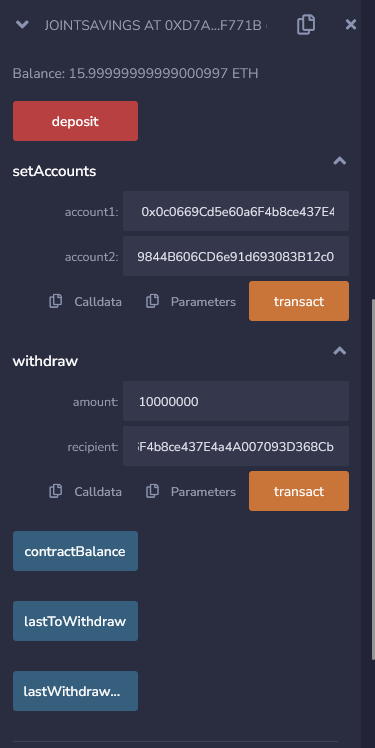 JOINTSAVINGS AT 0XD7A...F771B
Balance: 15.99999999999000997 ETH
deposit
setAccounts
account1: 0x0c0669Cd5e60a6F4b8ce437E4
account2: 9844B606CD6e91d693083B12c0
Calldata Parameters transact
withdraw
amount: 10000000
recipient: F4b8ce437E4a4A007093D368Cb
Calldata Parameters transact
contractBalance
lastToWithdraw
lastWithdraw...